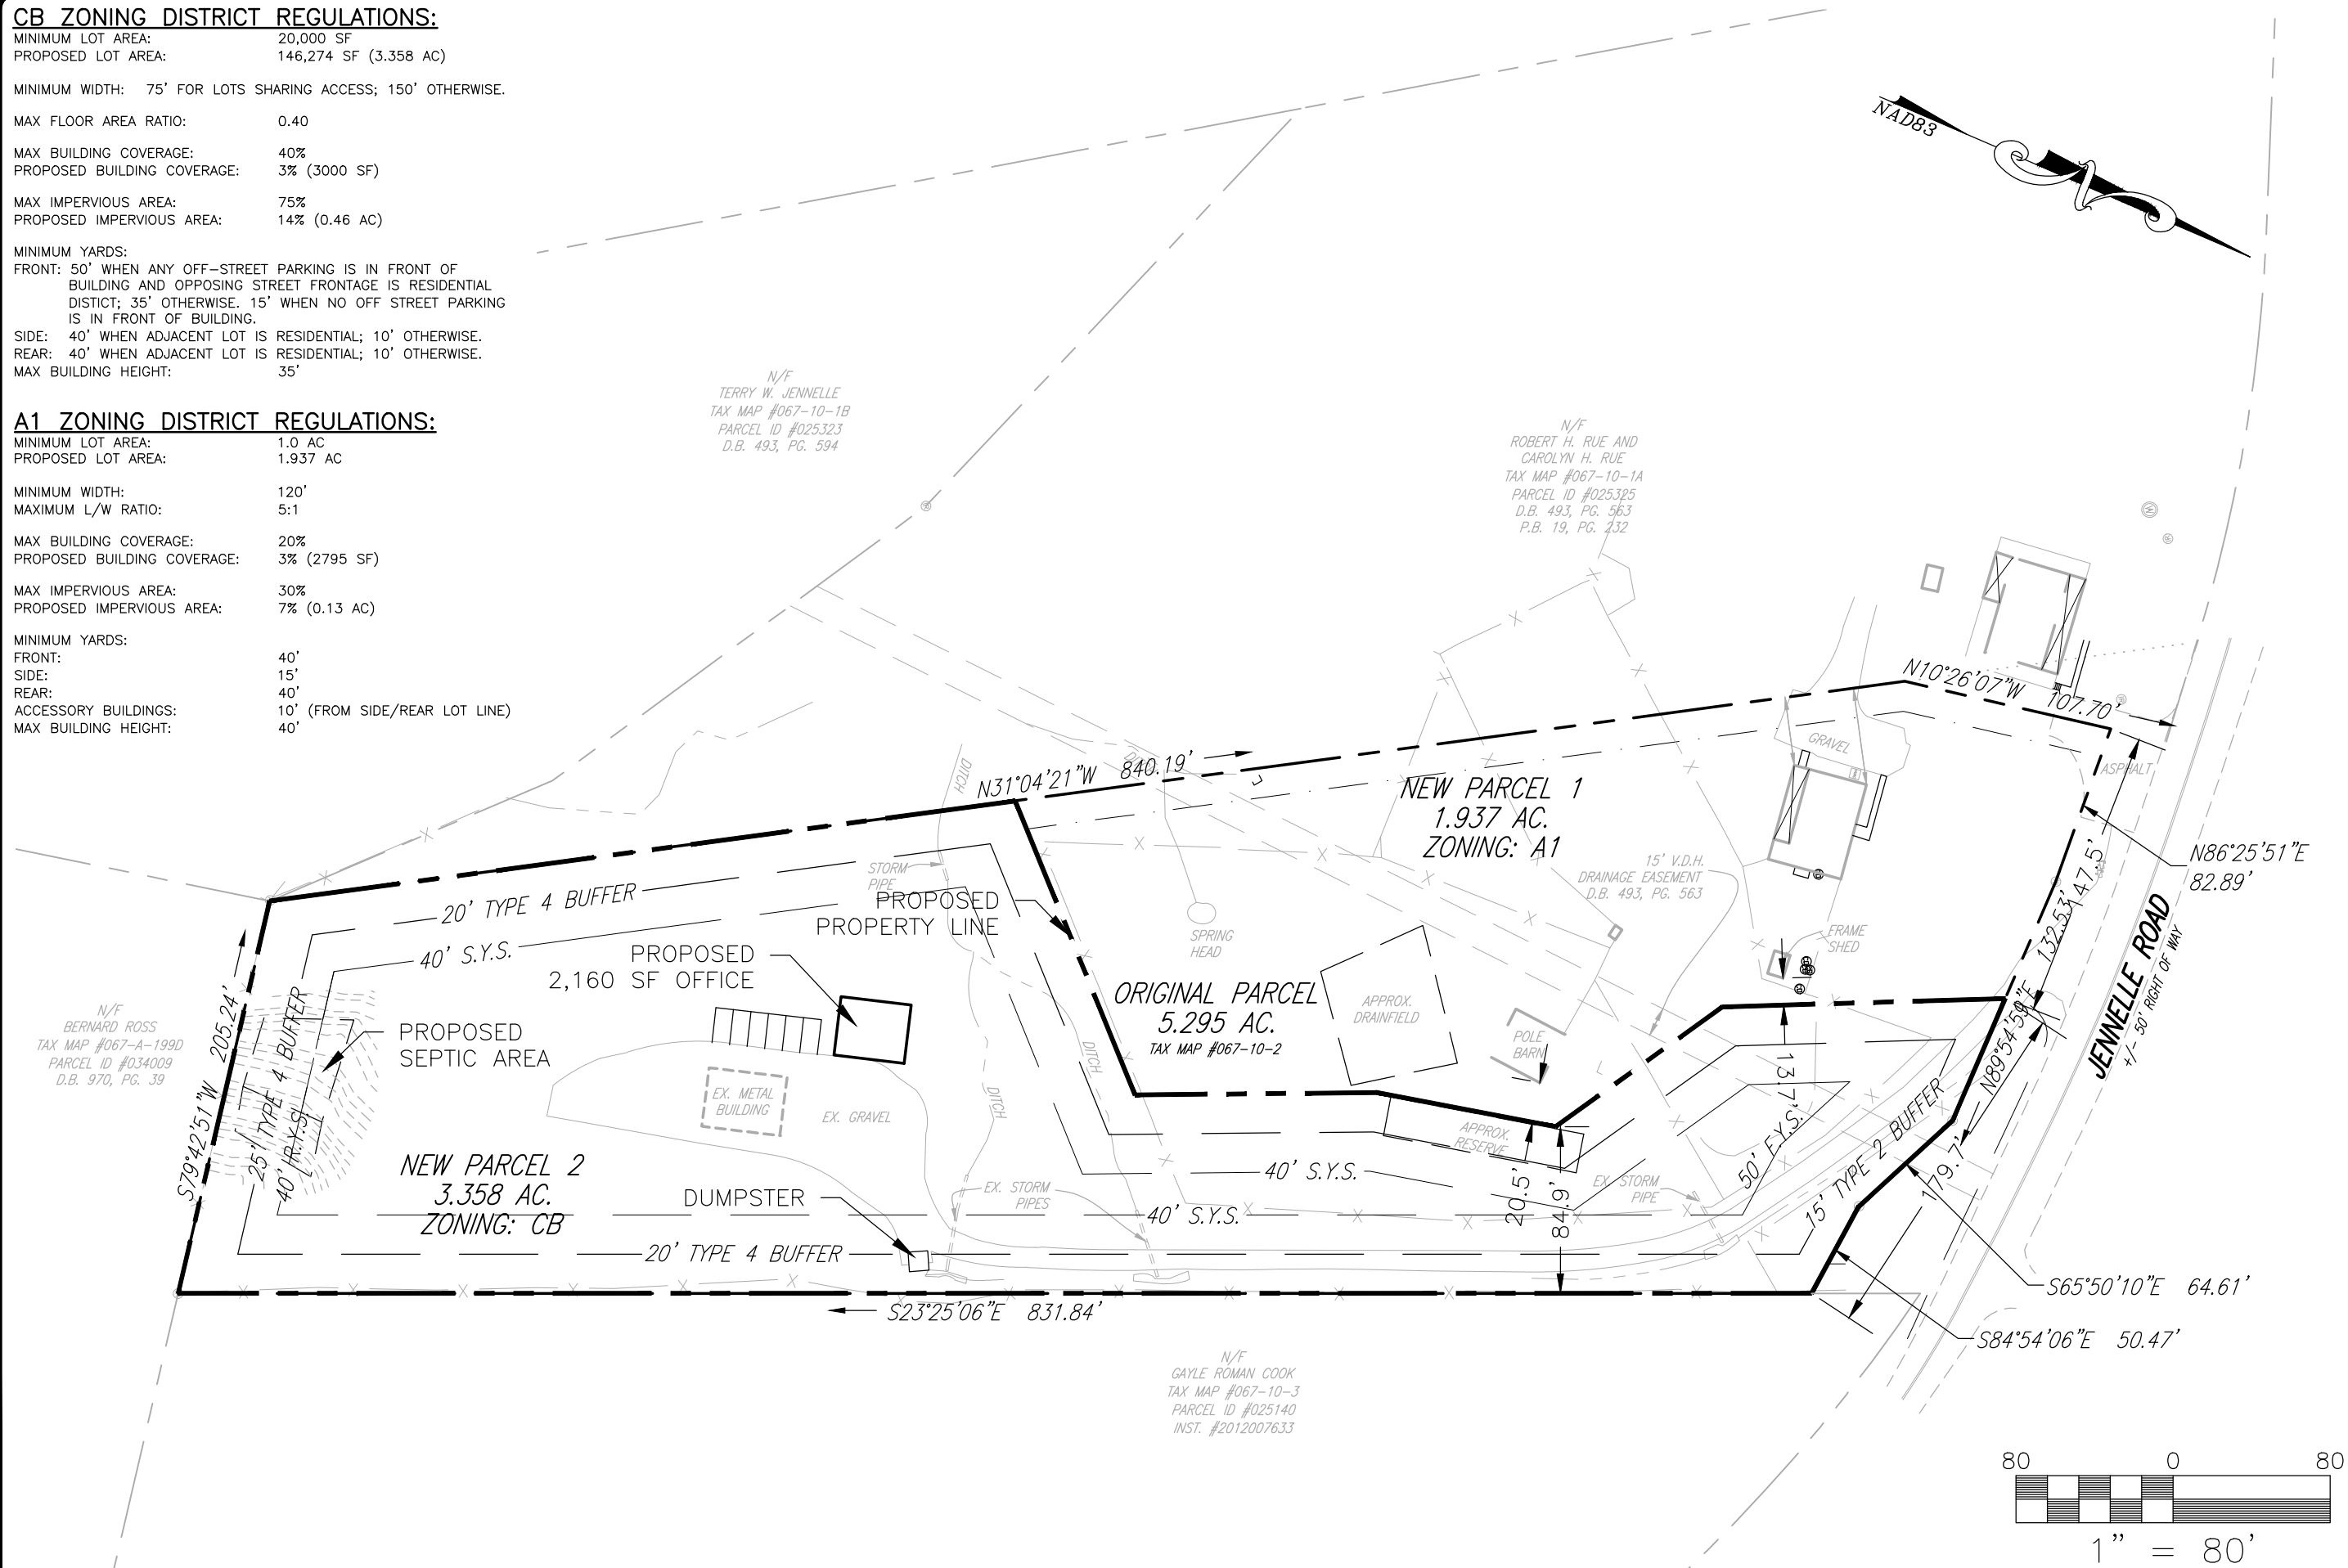 CB ZONING DISTRICT REGULATIONS:
MINIMUM LOT AREA: 20,000 SF
PROPOSED LOT AREA: 146,274 SF (3.358 AC)
MINIMUM WIDTH: 75' FOR LOTS SHARING ACCESS; 150' OTHERWISE.
MAX FLOOR AREA RATIO: 0.40
MAX BUILDING COVERAGE: 40%
PROPOSED BUILDING COVERAGE: 3% (3000 SF)
MAX IMPERVIOUS AREA: 75%
PROPOSED IMPERVIOUS AREA: 14% (0.46 AC)
MINIMUM YARDS:
FRONT: 50' WHEN ANY OFF-STREET PARKING IS IN FRONT OF
BUILDING AND OPPOSING STREET FRONTAGE IS RESIDENTIAL
DISTICT; 35' OTHERWISE. 15' WHEN NO OFF STREET PARKING
IS IN FRONT OF BUILDING.
SIDE: 40' WHEN ADJACENT LOT IS RESIDENTIAL; 10' OTHERWISE.
REAR: 40' WHEN ADJACENT LOT IS RESIDENTIAL; 10' OTHERWISE.
MAX BUILDING HEIGHT: 35'
A1 ZONING DISTRICT REGULATIONS:
MINIMUM LOT AREA: 1.0 AC
PROPOSED LOT AREA: 1.937 AC
MINIMUM WIDTH: 120'
MAXIMUM L/W RATIO: 5:1
MAX BUILDING COVERAGE: 20%
PROPOSED BUILDING COVERAGE: 3% (2795 SF)
MAX IMPERVIOUS AREA: 30%
PROPOSED IMPERVIOUS AREA: 7% (0.13 AC)
MINIMUM YARDS:
FRONT: 40'
SIDE: 15'
REAR: 40'
ACCESSORY BUILDINGS: 10' (FROM SIDE/REAR LOT LINE)
MAX BUILDING HEIGHT: 40'
NAD83
N
N/F
TERRY W. JENNELLE
TAX MAP #067-10-1B
PARCEL ID #025323
D.B. 493, PG. 594
N/F
ROBERT H. RUE AND
CAROLYN H. RUE
TAX MAP #067-10-1A
PARCEL ID #025325
D.B. 493, PG. 563
P.B. 19, PG. 232
N10°26'07"W 107.70'
GRAVEL
ASPHALT
DITCH
N31°04'21"W 840.19'
NEW PARCEL 1
1.937 AC.
ZONING: A1
N86°25'51"E
82.89'
147.5'
132.53'
N89°54'59"E
JENNELLE ROAD
+/- 50' RIGHT OF WAY
15' V.D.H.
DRAINAGE EASEMENT
D.B. 493, PG. 563
FRAME
SHED
STORM
PIPE
PROPOSED
PROPERTY LINE
20' TYPE 4 BUFFER
40' S.Y.S.
SPRING
HEAD
PROPOSED
2,160 SF OFFICE
ORIGINAL PARCEL
5.295 AC.
TAX MAP #067-10-2
APPROX.
DRAINFIELD
POLE
BARN
N/F
BERNARD ROSS
TAX MAP #067-A-199D
PARCEL ID #034009
D.B. 970, PG. 39
S79°42'51"W 205.24'
25' TYPE 4 BUFFER
40' R.Y.S.
PROPOSED
SEPTIC AREA
EX. METAL
BUILDING
EX. GRAVEL
DITCH
DITCH
APPROX.
RESERVE
13.7'
50' F.Y.S.
15' TYPE 2 BUFFER
179.7'
NEW PARCEL 2
3.358 AC.
ZONING: CB
DUMPSTER
EX. STORM
PIPES
40' S.Y.S.
40' S.Y.S.
20.5'
84.9'
EX. STORM
PIPE
20' TYPE 4 BUFFER
S23°25'06"E 831.84'
S65°50'10"E 64.61'
S84°54'06"E 50.47'
N/F
GAYLE ROMAN COOK
TAX MAP #067-10-3
PARCEL ID #025140
INST. #2012007633
80 0 80
1" = 80'